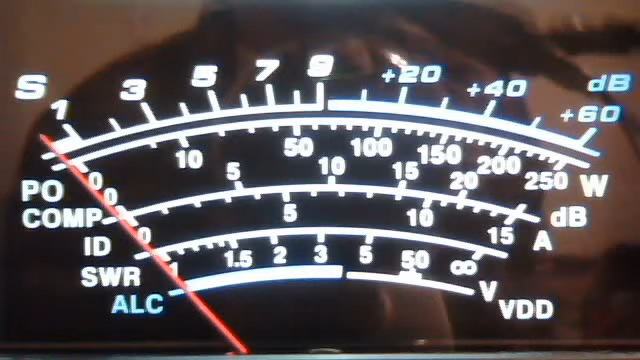 S 1 3 5 7 9 +20 +40 +60 dB
PO 0 10 50 100 150 200 250 W
COMP 0 5 10 15 20 dB
ID 0 5 10 15 A
SWR 1 1.5 2 3 5 50 ∞
ALC V VDD